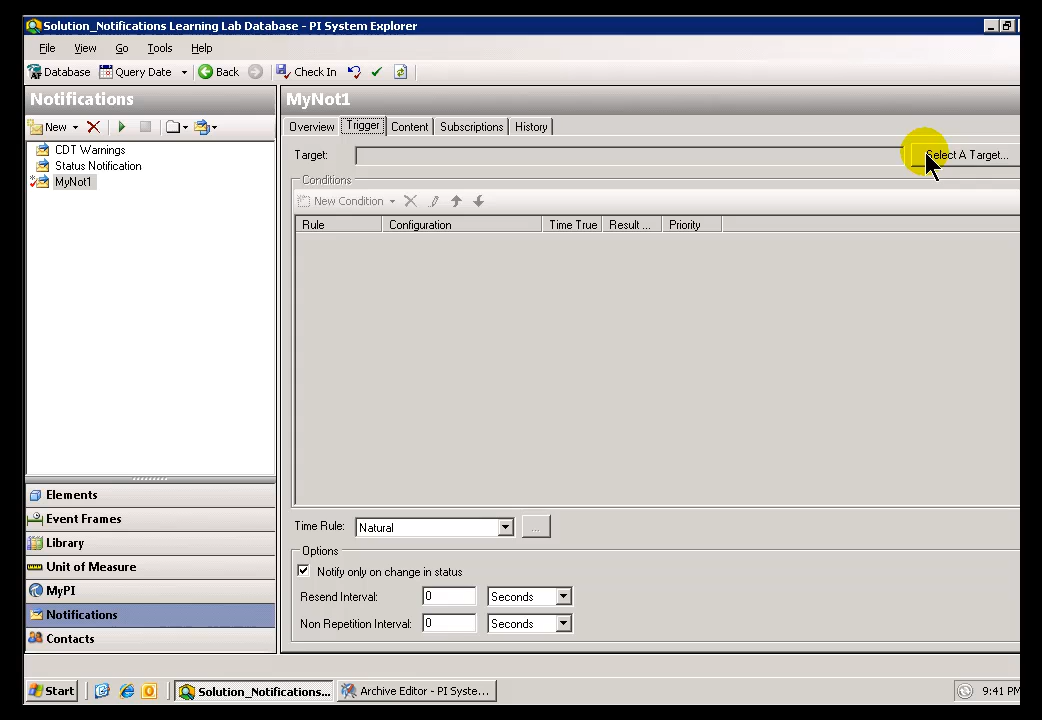 Solution_Notifications Learning Lab Database - PI System Explorer
File View Go Tools Help
Database Query Date Back Check In
Notifications
MyNot1
New
Overview Trigger Content Subscriptions History
CDT Warnings
Status Notification
MyNot1
Target: Select A Target...
Conditions
New Condition
Rule Configuration Time True Result ... Priority
Elements
Event Frames
Library
Unit of Measure
MyPI
Notifications
Contacts
Time Rule: Natural ...
Options
Notify only on change in status
Resend Interval: 0 Seconds
Non Repetition Interval: 0 Seconds
Start Solution_Notifications... Archive Editor - PI Syste... 9:41 PM